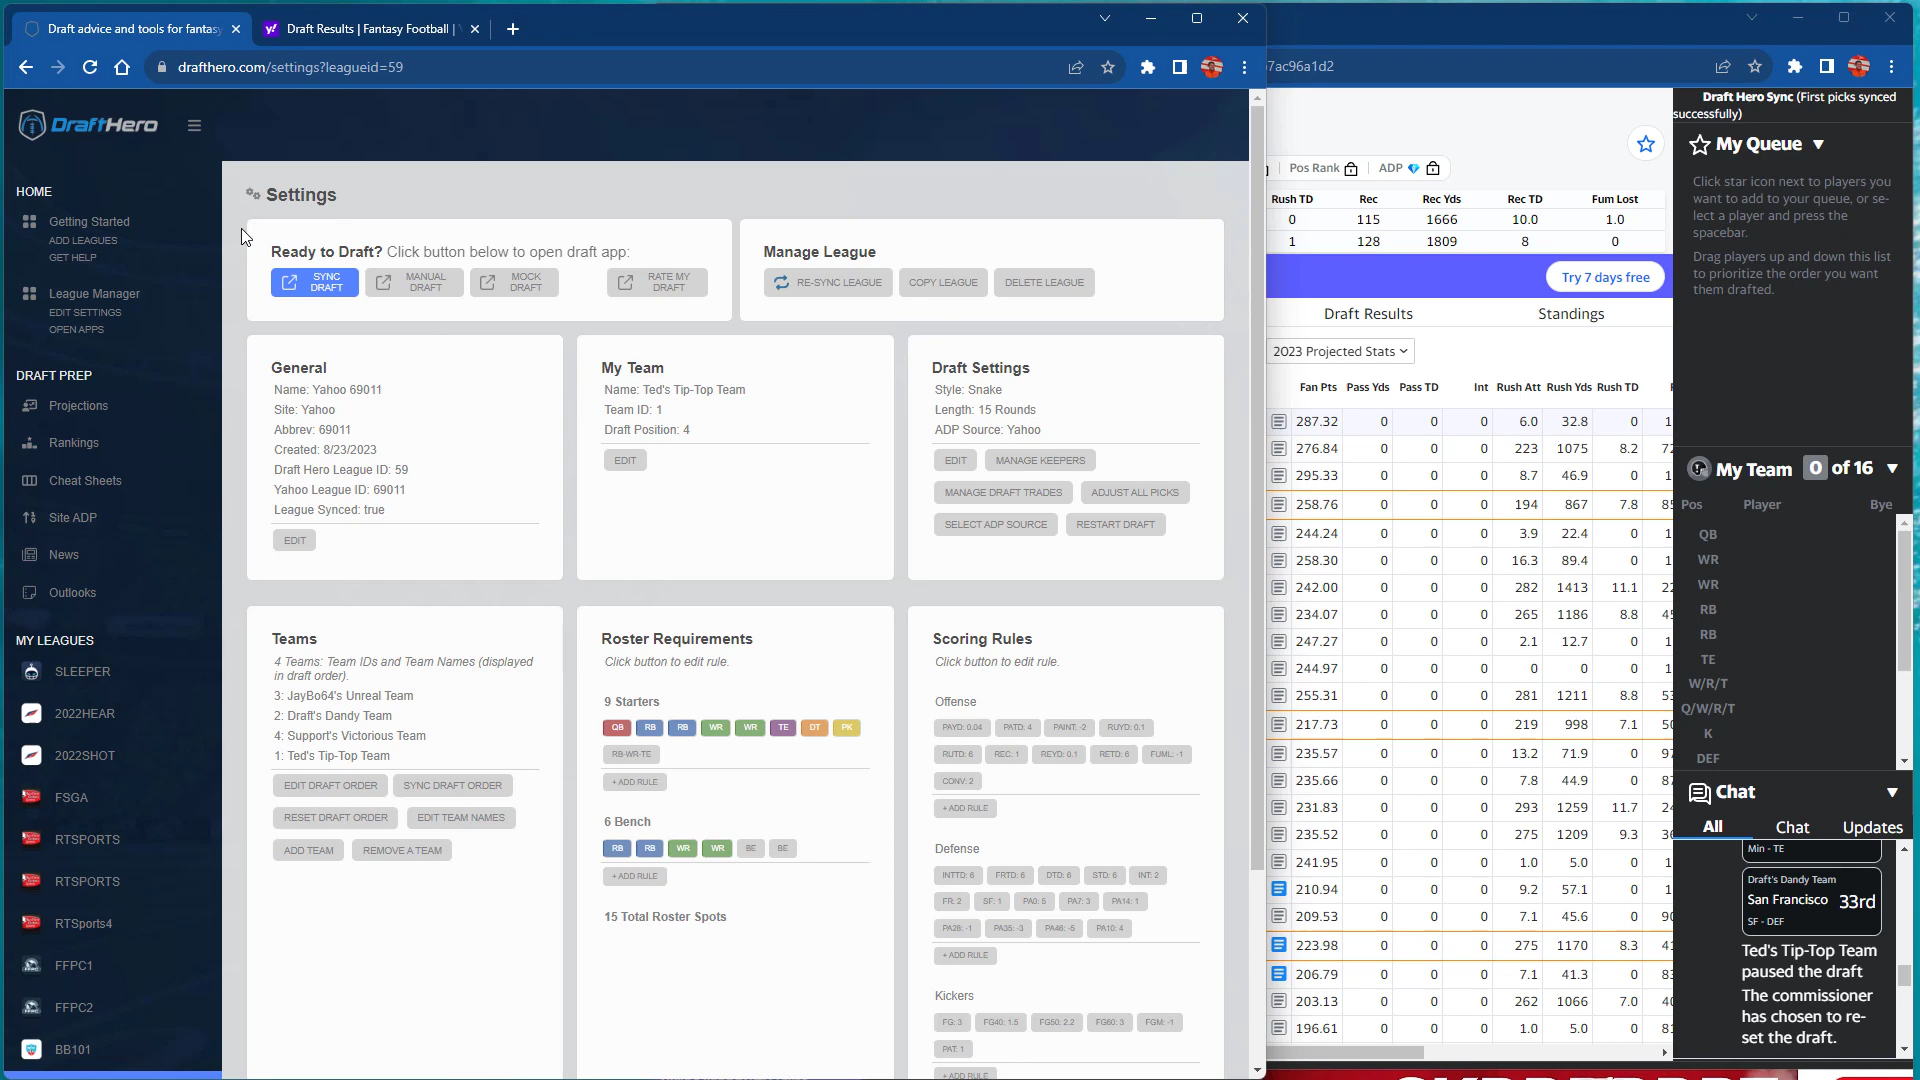 Draft advice and tools for fantasy
Draft Results | Fantasy Football |
drafthero.com/settings?leagueid=59
DraftHero
HOME
Getting Started
ADD LEAGUES
GET HELP
League Manager
EDIT SETTINGS
OPEN APPS
DRAFT PREP
Projections
Rankings
Cheat Sheets
Site ADP
News
Outlooks
MY LEAGUES
SLEEPER
2022HEAR
2022SHOT
FSGA
RTSPORTS
RTSPORTS
RTSports4
FFPC1
FFPC2
BB101
Settings
Ready to Draft? Click button below to open draft app:
SYNC DRAFT
MANUAL DRAFT
MOCK DRAFT
RATE MY DRAFT
Manage League
RE-SYNC LEAGUE
COPY LEAGUE
DELETE LEAGUE
General
Name: Yahoo 69011
Site: Yahoo
Abbrev: 69011
Created: 8/23/2023
Draft Hero League ID: 59
Yahoo League ID: 69011
League Synced: true
EDIT
My Team
Name: Ted's Tip-Top Team
Team ID: 1
Draft Position: 4
EDIT
Draft Settings
Style: Snake
Length: 15 Rounds
ADP Source: Yahoo
EDIT MANAGE KEEPERS
MANAGE DRAFT TRADES ADJUST ALL PICKS
SELECT ADP SOURCE RESTART DRAFT
Teams
4 Teams: Team IDs and Team Names (displayed
in draft order).
3: JayBo64's Unreal Team
2: Draft's Dandy Team
4: Support's Victorious Team
1: Ted's Tip-Top Team
EDIT DRAFT ORDER SYNC DRAFT ORDER
RESET DRAFT ORDER EDIT TEAM NAMES
ADD TEAM REMOVE A TEAM
Roster Requirements
Click button to edit rule.
9 Starters
QB RB RB WR WR TE DT PK
RB-WR-TE
+ ADD RULE
6 Bench
RB RB WR WR BE BE
+ ADD RULE
15 Total Roster Spots
Scoring Rules
Click button to edit rule.
Offense
PAYD: 0.04 PATD: 4 PAINT: -2 RUYD: 0.1
RUTD: 6 REC: 1 REYD: 0.1 RETD: 6 FUML: -1
CONV: 2
+ ADD RULE
Defense
INTTD: 6 FRTD: 6 DTD: 6 STD: 6 INT: 2
FR: 2 SF: 1 PA0: 5 PA7: 3 PA14: 1
PA28: -1 PA35: -3 PA46: -5 PA10: 4
+ ADD RULE
Kickers
FG: 3 FG40: 1.5 FG50: 2.2 FG60: 3 FGM: -1
PAT: 1
+ ADD RULE
7ac96a1d2
Pos Rank ADP
Rush TD Rec Rec Yds Rec TD Fum Lost
0 115 1666 10.0 1.0
1 128 1809 8 0
Try 7 days free
Draft Results Standings
2023 Projected Stats
Fan Pts Pass Yds Pass TD Int Rush Att Rush Yds Rush TD
287.32 0 0 0 6.0 32.8 0 1
276.84 0 0 0 223 1075 8.2 72
295.33 0 0 0 8.7 46.9 0 1
258.76 0 0 0 194 867 7.8 85
244.24 0 0 0 3.9 22.4 0 1
258.30 0 0 0 16.3 89.4 0 1
242.00 0 0 0 282 1413 11.1 22
234.07 0 0 0 265 1186 8.8 45
247.27 0 0 0 2.1 12.7 0 1
244.97 0 0 0 0 0 0 1
255.31 0 0 0 281 1211 8.8 53
217.73 0 0 0 219 998 7.1 50
235.57 0 0 0 13.2 71.9 0 97
235.66 0 0 0 7.8 44.9 0 87
231.83 0 0 0 293 1259 11.7 24
235.52 0 0 0 275 1209 9.3 36
241.95 0 0 0 1.0 5.0 0 1
210.94 0 0 0 9.2 57.1 0 1
209.53 0 0 0 7.1 45.6 0 90
223.98 0 0 0 275 1170 8.3 41
206.79 0 0 0 7.1 41.3 0 83
203.13 0 0 0 262 1066 7.0 40
196.61 0 0 0 1.0 5.0 0 81
Draft Hero Sync (First picks synced
successfully)
My Queue
Click star icon next to players you
want to add to your queue, or se-
lect a player and press the
spacebar.
Drag players up and down this list
to prioritize the order you want
them drafted.
My Team 0 of 16
Pos Player Bye
QB
WR
WR
RB
RB
TE
W/R/T
Q/W/R/T
K
DEF
Chat
All Chat Updates
Min - TE
Draft's Dandy Team
San Francisco 33rd
SF - DEF
Ted's Tip-Top Team
paused the draft
The commissioner
has chosen to re-
set the draft.